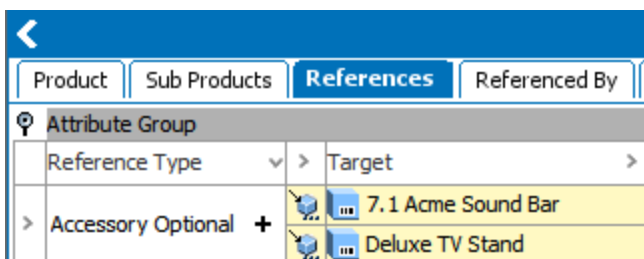 Product Sub Products References Referenced By
Attribute Group
Reference Type > Target >
> Accessory Optional + 7.1 Acme Sound Bar
Deluxe TV Stand